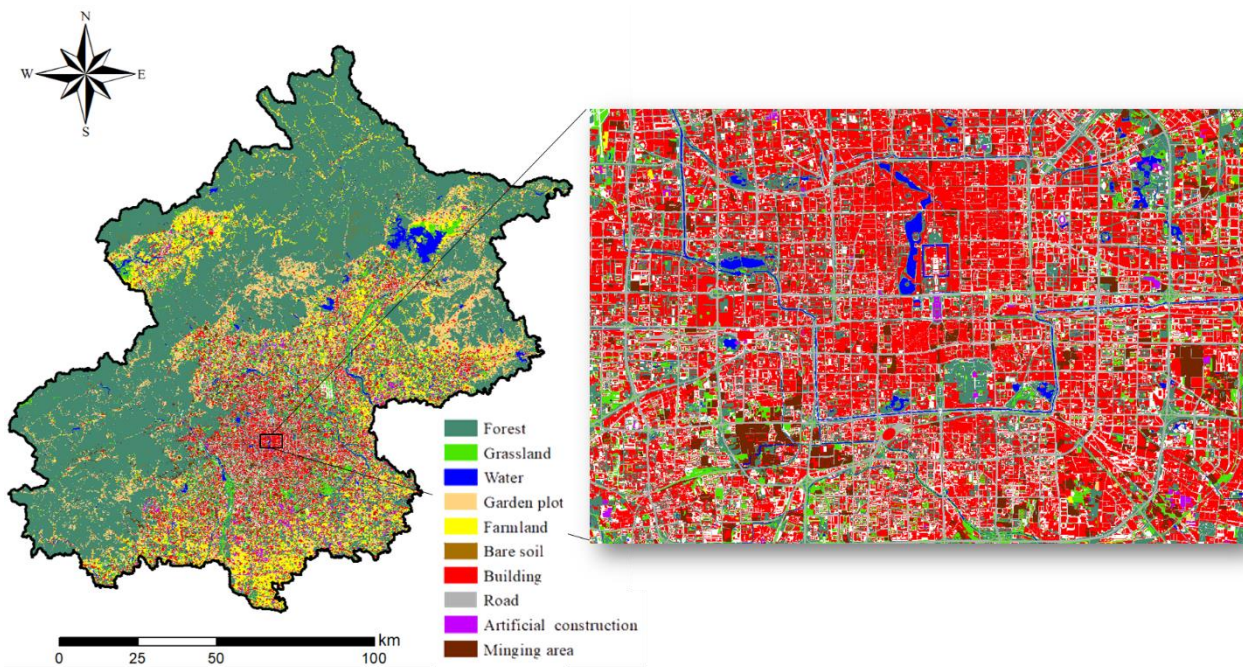 N
W E
S
Forest
Grassland
Water
Garden plot
Farmland
Bare soil
Building
Road
Artificial construction
Minging area
km
0 25 50 100